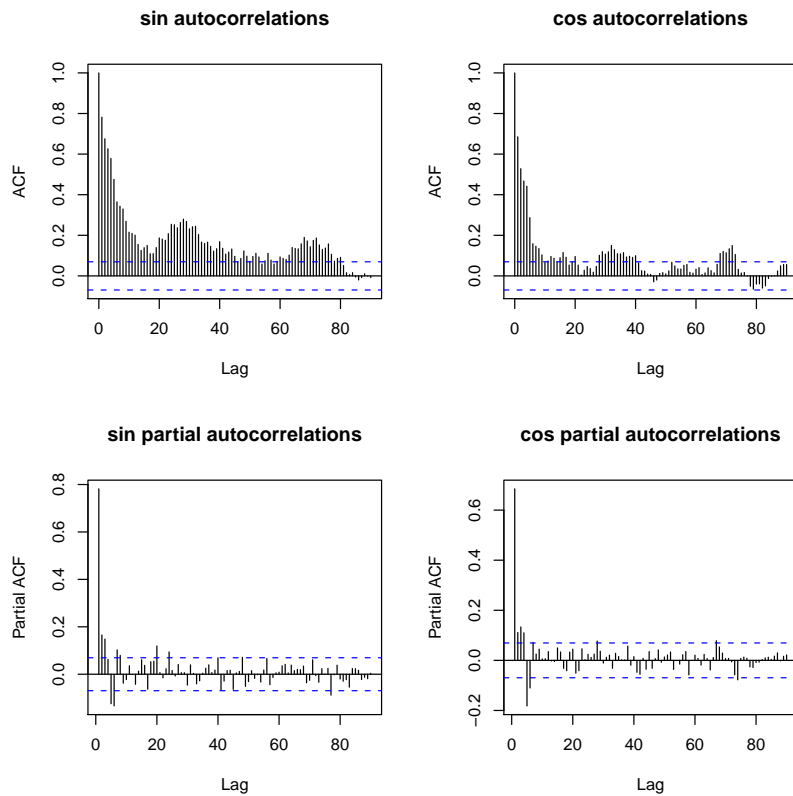 sin autocorrelations
ACF
1.0
0.8
0.6
0.4
0.2
0.0
0 20 40 60 80
Lag
cos autocorrelations
ACF
1.0
0.8
0.6
0.4
0.2
0.0
0 20 40 60 80
Lag
sin partial autocorrelations
Partial ACF
0.8
0.6
0.4
0.2
0.0
0 20 40 60 80
Lag
cos partial autocorrelations
Partial ACF
0.6
0.4
0.2
0.0
−0.2
0 20 40 60 80
Lag